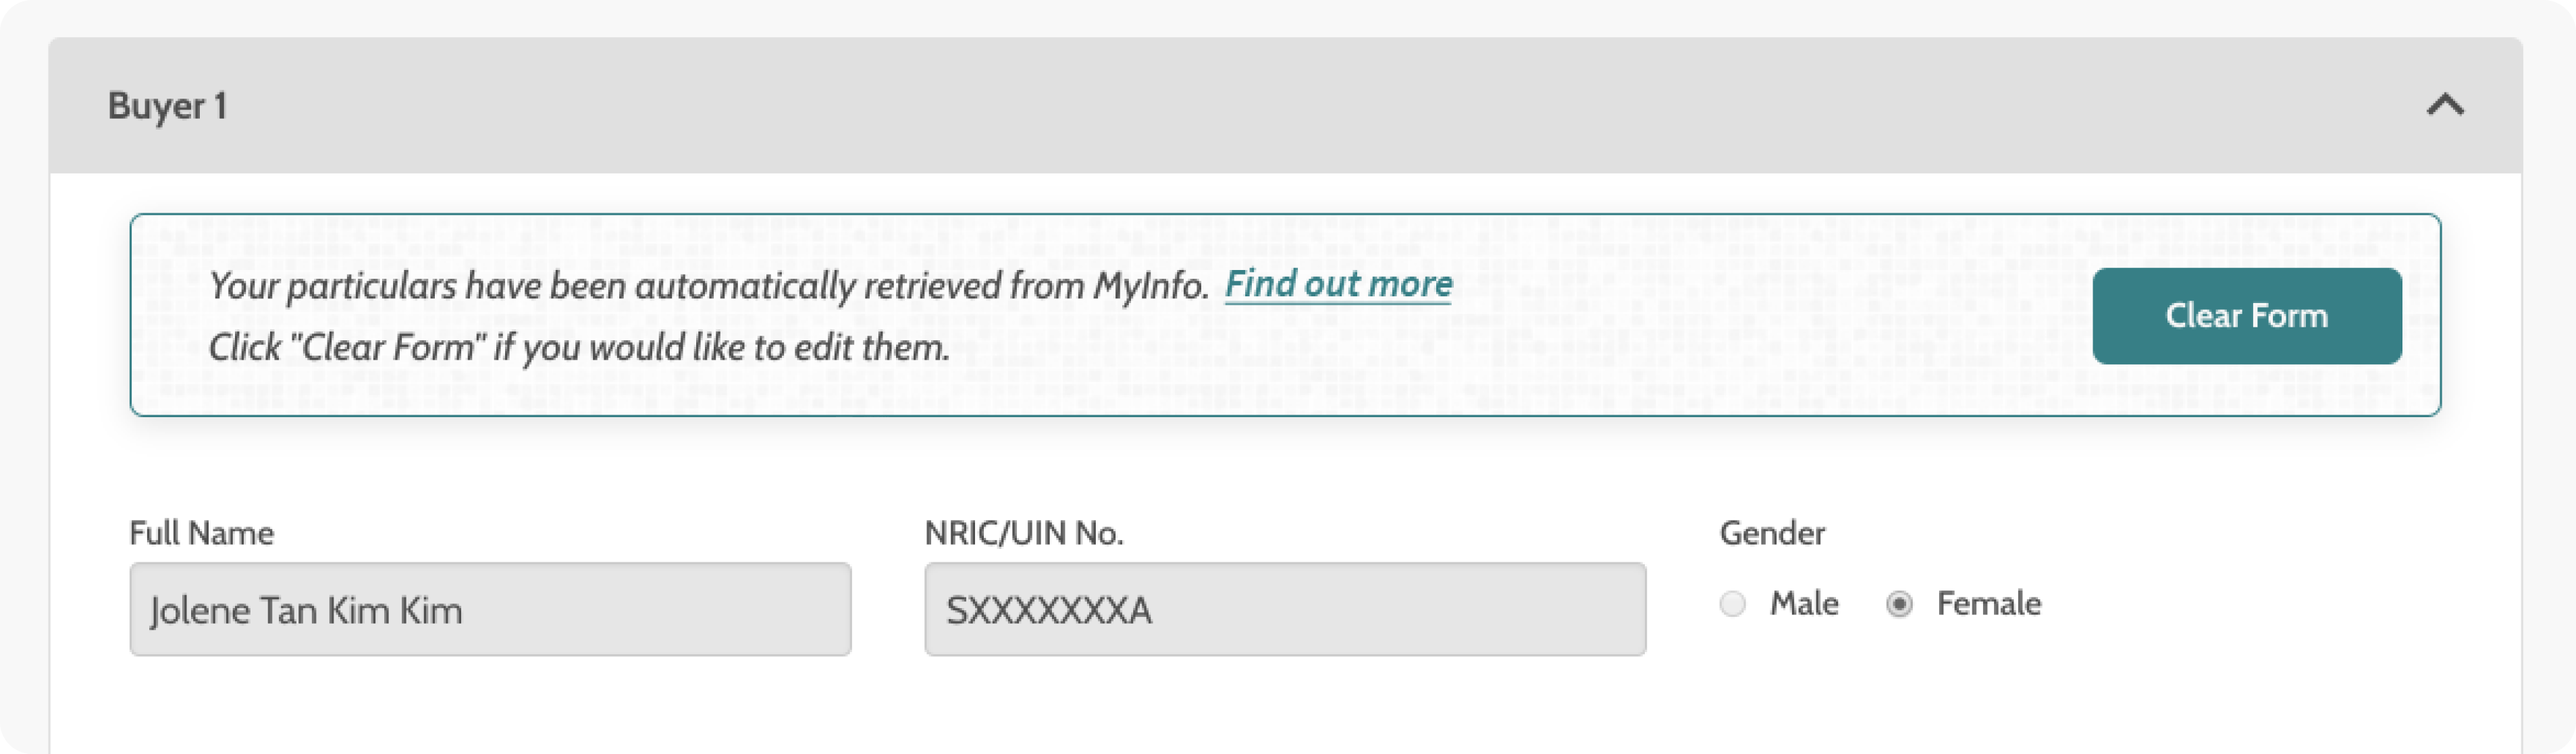 Buyer 1
Your particulars have been automatically retrieved from MyInfo. Find out more
Click "Clear Form" if you would like to edit them.
Clear Form
Full Name
NRIC/UIN No.
Gender
Jolene Tan Kim Kim
SXXXXXXXA
Male
Female